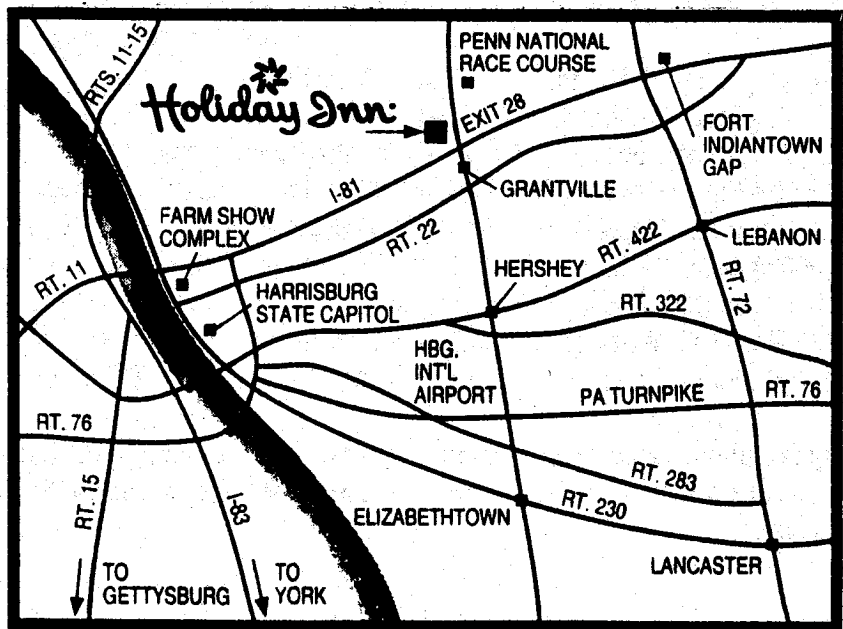 RTS. 11-15
Holiday Inn:
PENN NATIONAL
RACE COURSE
EXIT 28
FORT
INDIANTOWN
GAP
GRANTVILLE
I-81
FARM SHOW
COMPLEX
RT. 22
RT. 422
LEBANON
RT. 11
HERSHEY
HARRISBURG
STATE CAPITOL
RT. 322
RT. 72
HBG.
INT'L
AIRPORT
PA TURNPIKE
RT. 76
RT. 76
RT. 15
I-83
RT. 283
ELIZABETHTOWN
RT. 230
LANCASTER
TO
GETTYSBURG
TO
YORK